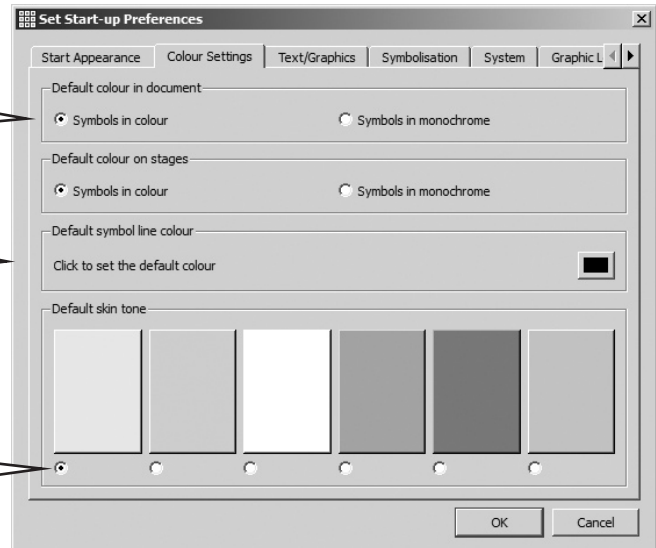 Set Start-up Preferences
Start Appearance Colour Settings Text/Graphics Symbolisation System Graphic L
Default colour in document
Symbols in colour Symbols in monochrome
Default colour on stages
Symbols in colour Symbols in monochrome
Default symbol line colour
Click to set the default colour
Default skin tone
OK Cancel